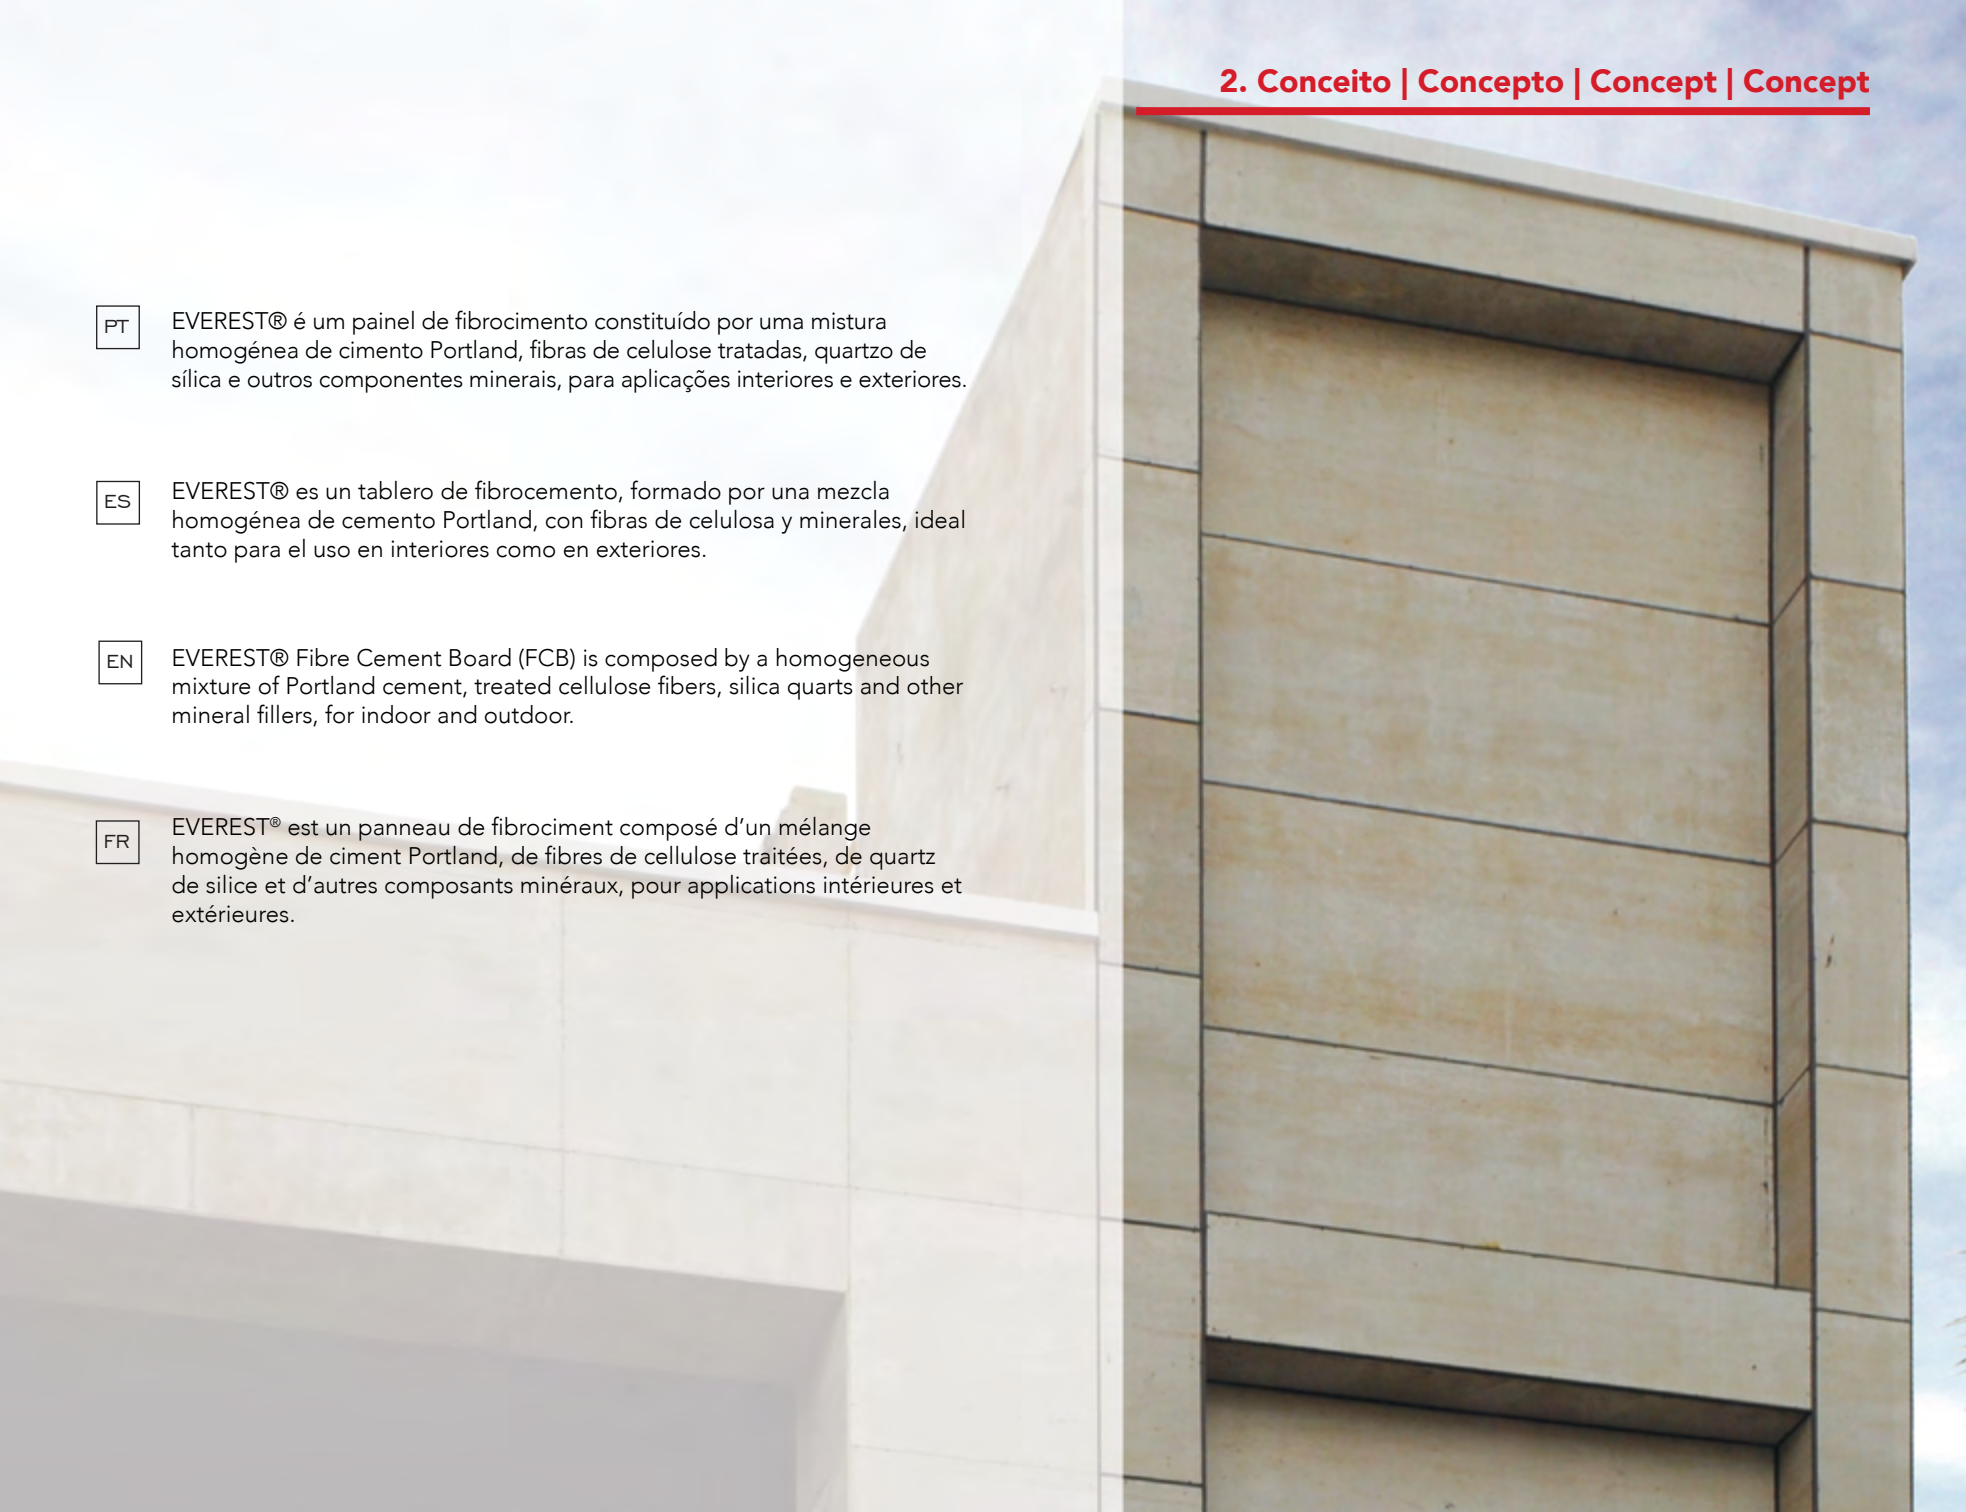 2. Conceito | Concepto | Concept | Concept
PT
EVEREST® é um painel de fibrocimento constituído por uma mistura
homogénea de cimento Portland, fibras de celulose tratadas, quartzo de
sílica e outros componentes minerais, para aplicações interiores e exteriores.
ES
EVEREST® es un tablero de fibrocemento, formado por una mezcla
homogénea de cemento Portland, con fibras de celulosa y minerales, ideal
tanto para el uso en interiores como en exteriores.
EN
EVEREST® Fibre Cement Board (FCB) is composed by a homogeneous
mixture of Portland cement, treated cellulose fibers, silica quarts and other
mineral fillers, for indoor and outdoor.
FR
EVEREST® est un panneau de fibrociment composé d’un mélange
homogène de ciment Portland, de fibres de cellulose traitées, de quartz
de silice et d’autres composants minéraux, pour applications intérieures et
extérieures.